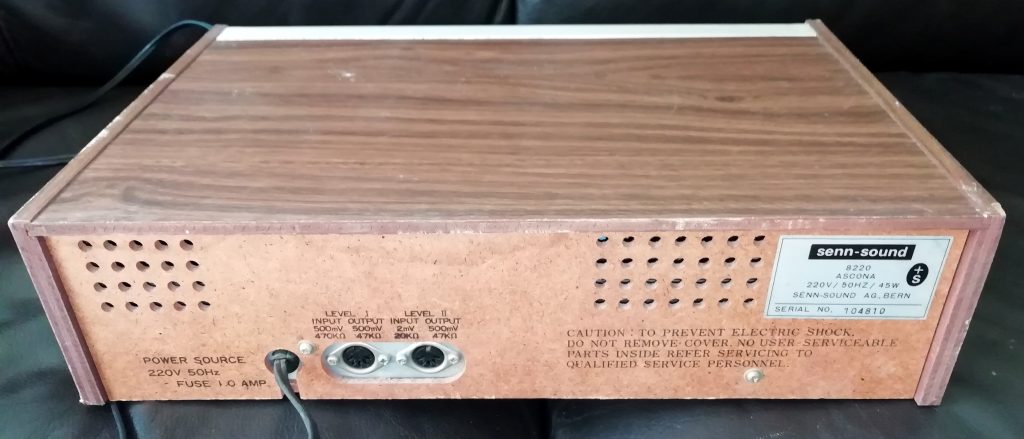 senn-sound
8220
ASCONA
220V/50HZ/45W
SENN-SOUND AG., BERN
SERIAL NO. 104810
+S
LEVEL I LEVEL II
INPUT OUTPUT INPUT OUTPUT
500mV 500mV 2mV 500mV
470KΩ 47KΩ 20KΩ 47KΩ
POWER SOURCE
220V 50Hz
- FUSE 1.0 AMP.
CAUTION : TO PREVENT ELECTRIC SHOCK,
DO NOT REMOVE COVER. NO USER-SERVICEABLE
PARTS INSIDE REFER SERVICING TO
QUALIFIED SERVICE PERSONNEL.